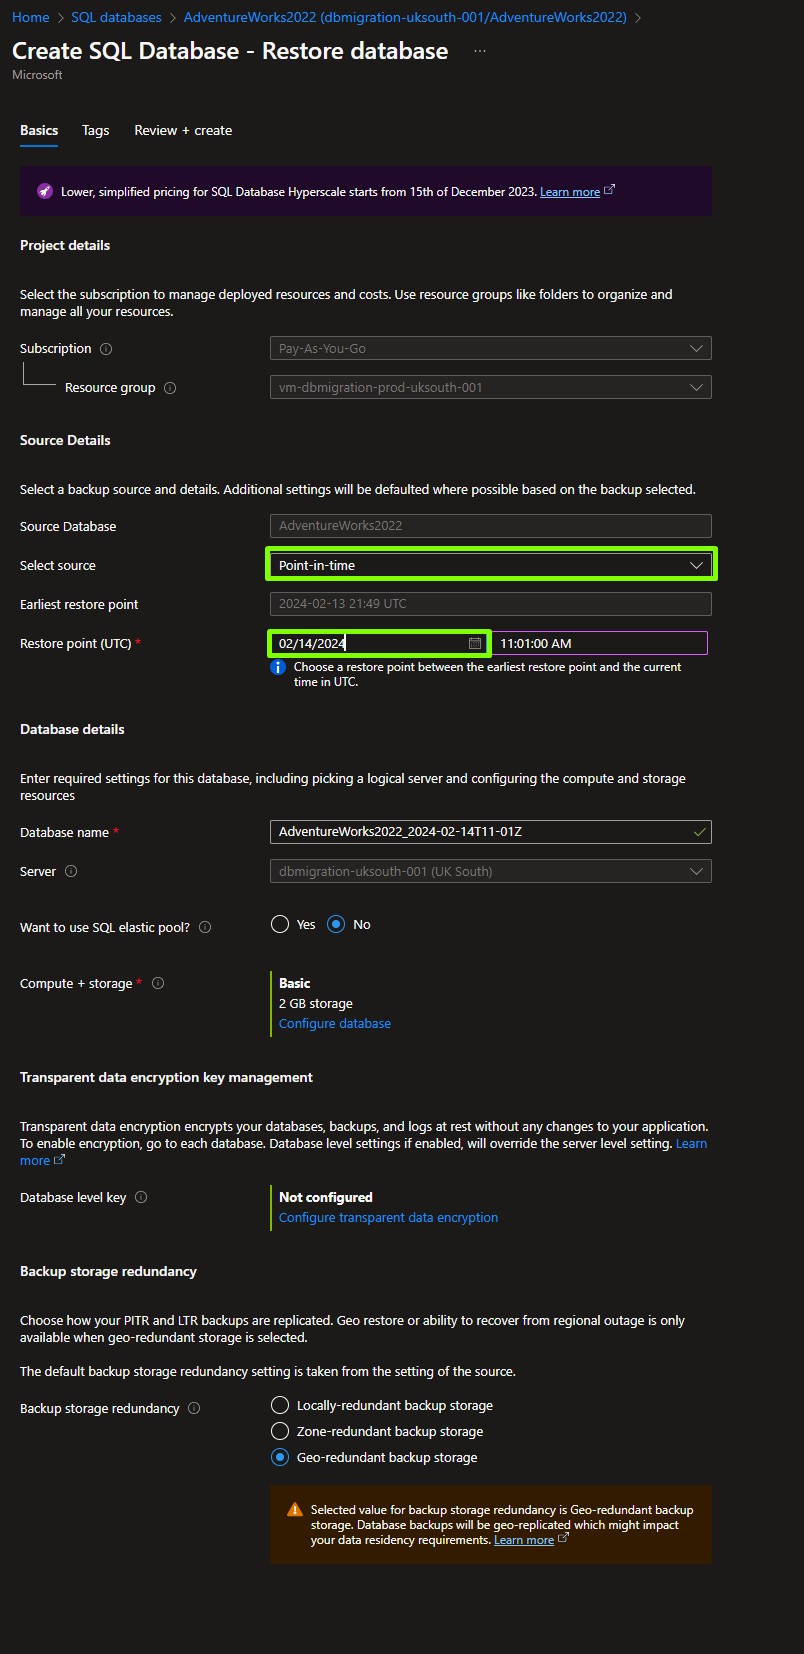 Home > SQL databases > AdventureWorks2022 (dbmigration-uksouth-001/AdventureWorks2022) >
Create SQL Database - Restore database ...
Microsoft
Basics Tags Review + create
Lower, simplified pricing for SQL Database Hyperscale starts from 15th of December 2023. Learn more
Project details
Select the subscription to manage deployed resources and costs. Use resource groups like folders to organize and
manage all your resources.
Subscription Pay-As-You-Go
Resource group vm-dbmigration-prod-uksouth-001
Source Details
Select a backup source and details. Additional settings will be defaulted where possible based on the backup selected.
Source Database AdventureWorks2022
Select source Point-in-time
Earliest restore point 2024-02-13 21:49 UTC
Restore point (UTC) * 02/14/2024 11:01:00 AM
Choose a restore point between the earliest restore point and the current
time in UTC.
Database details
Enter required settings for this database, including picking a logical server and configuring the compute and storage
resources
Database name * AdventureWorks2022_2024-02-14T11-01Z
Server dbmigration-uksouth-001 (UK South)
Want to use SQL elastic pool? Yes No
Compute + storage * Basic
2 GB storage
Configure database
Transparent data encryption key management
Transparent data encryption encrypts your databases, backups, and logs at rest without any changes to your application.
To enable encryption, go to each database. Database level settings if enabled, will override the server level setting. Learn
more
Database level key Not configured
Configure transparent data encryption
Backup storage redundancy
Choose how your PITR and LTR backups are replicated. Geo restore or ability to recover from regional outage is only
available when geo-redundant storage is selected.
The default backup storage redundancy setting is taken from the setting of the source.
Backup storage redundancy Locally-redundant backup storage
Zone-redundant backup storage
Geo-redundant backup storage
Selected value for backup storage redundancy is Geo-redundant backup
storage. Database backups will be geo-replicated which might impact
your data residency requirements. Learn more